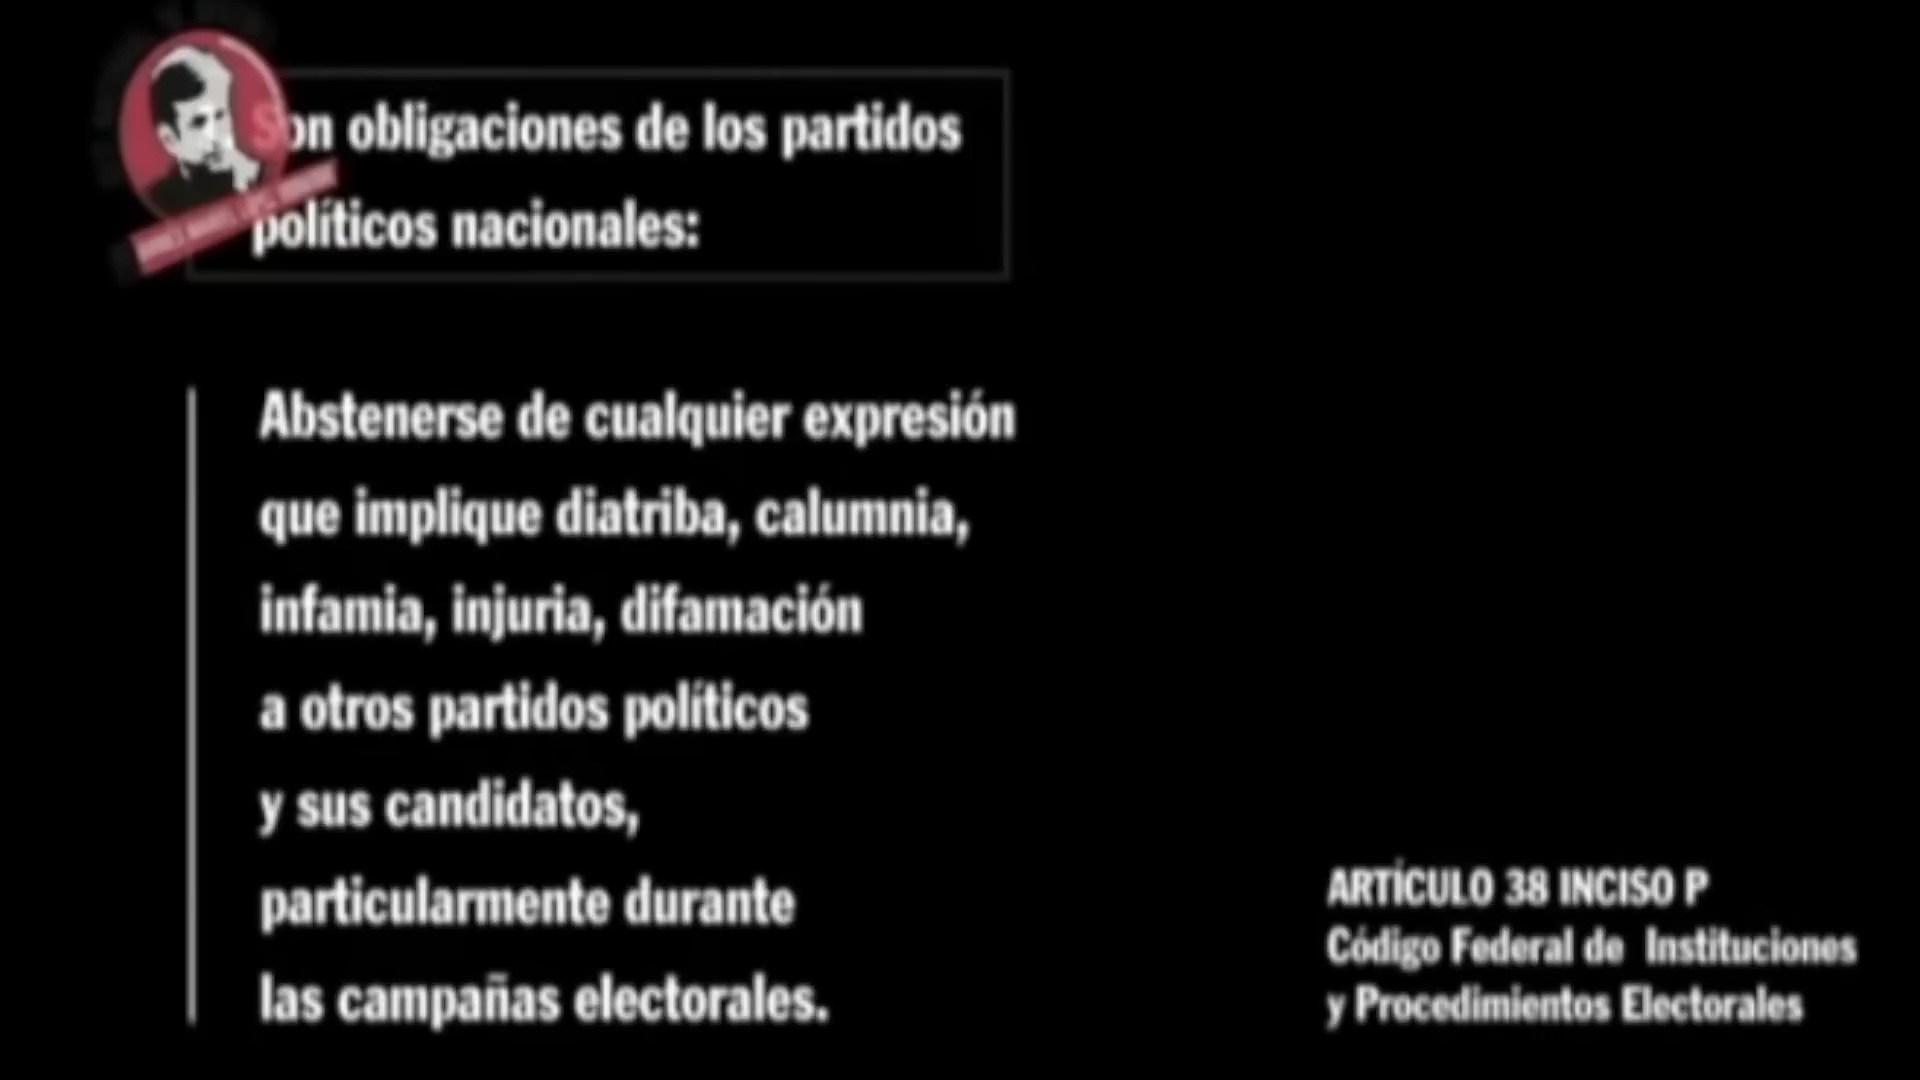 Son obligaciones de los partidos
políticos nacionales:
Abstenerse de cualquier expresión
que implique diatriba, calumnia,
infamia, injuria, difamación
a otros partidos políticos
y sus candidatos,
particularmente durante
las campañas electorales.
ARTÍCULO 38 INCISO P
Código Federal de Instituciones
y Procedimientos Electorales